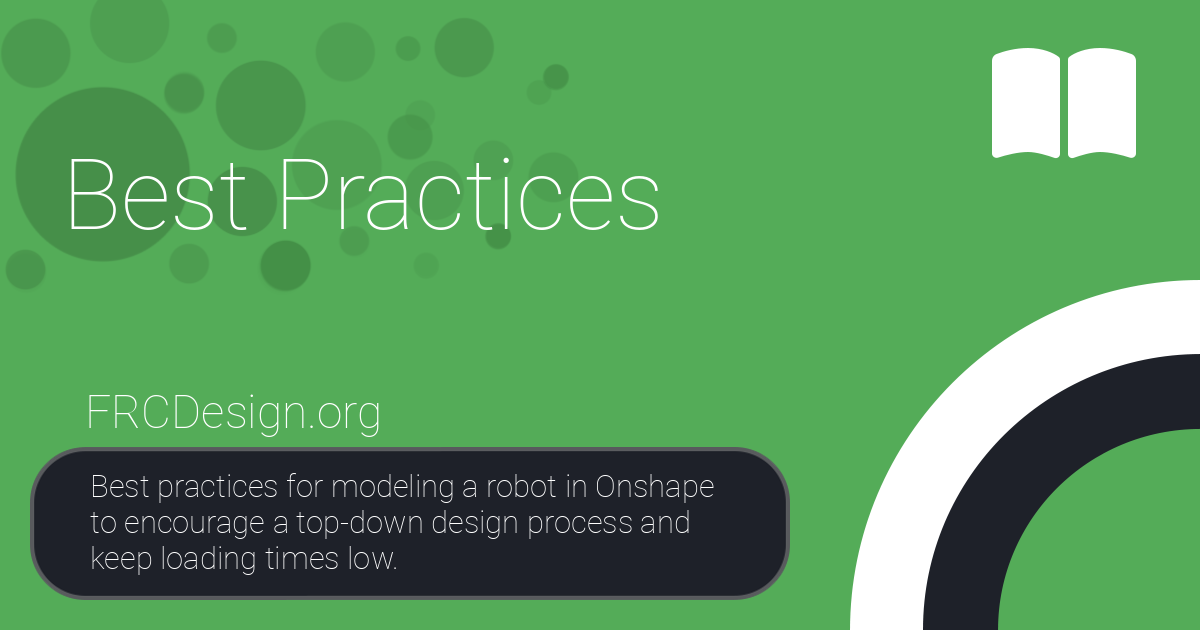 Best Practices
FRCDesign.org
Best practices for modeling a robot in Onshape
to encourage a top-down design process and
keep loading times low.